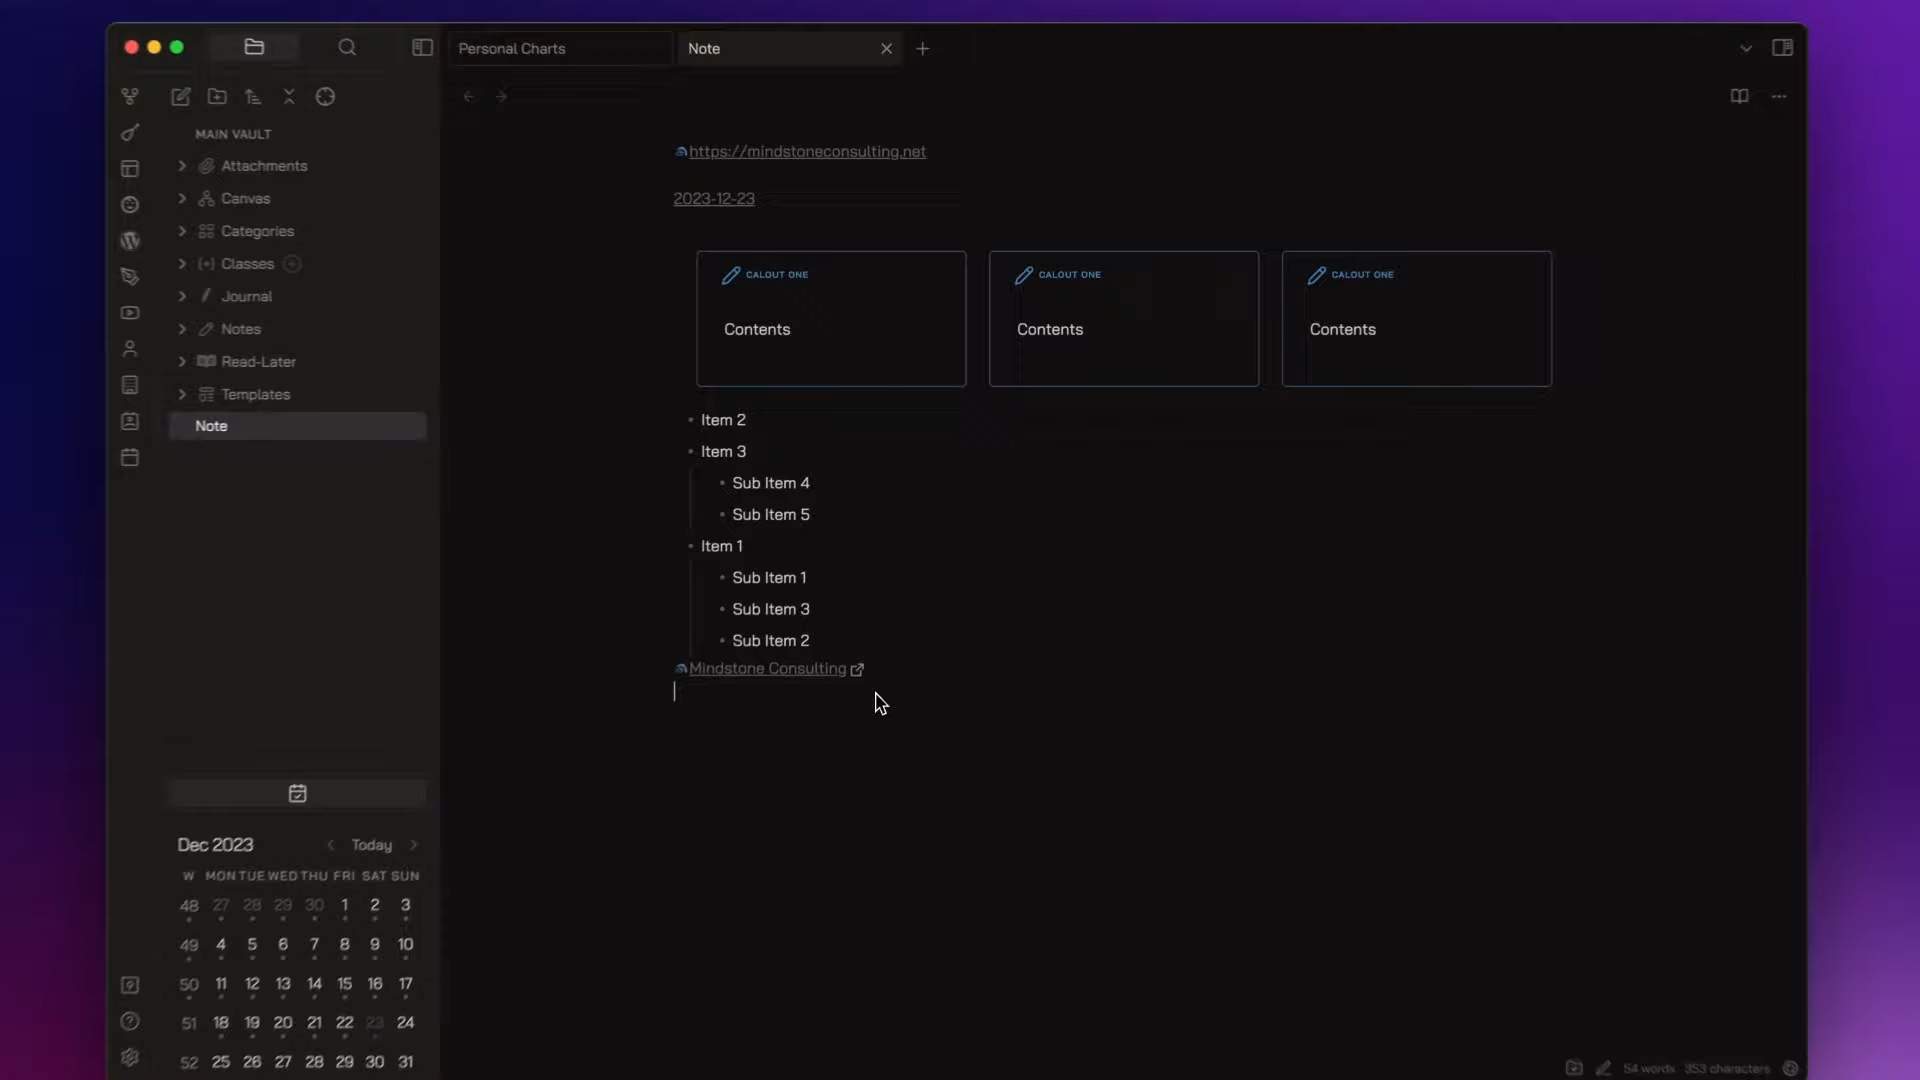 Personal Charts
Note
MAIN VAULT
Attachments
Canvas
Categories
Classes
Journal
Notes
Read-Later
Templates
Note
https://mindstoneconsulting.net
2023-12-23
CALOUT ONE
CALOUT ONE
CALOUT ONE
Contents
Contents
Contents
Item 2
Item 3
Sub Item 4
Sub Item 5
Item 1
Sub Item 1
Sub Item 3
Sub Item 2
Mindstone Consulting
Dec 2023
Today
W MON TUE WED THU FRI SAT SUN
48 27 28 29 30 1 2 3
49 4 5 6 7 8 9 10
50 11 12 13 14 15 16 17
51 18 19 20 21 22 23 24
52 25 26 27 28 29 30 31
54 words 353 characters